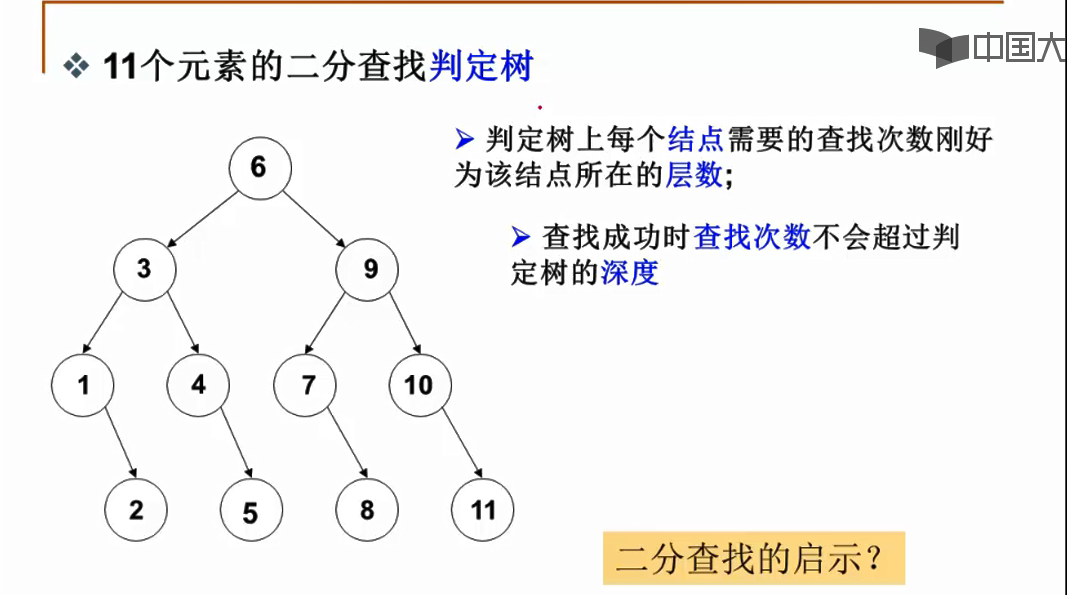 中国大
❖ 11个元素的二分查找判定树
➢ 判定树上每个结点需要的查找次数刚好
为该结点所在的层数;
➢ 查找成功时查找次数不会超过判
定树的深度
6
3 9
1 4 7 10
2 5 8 11
二分查找的启示？